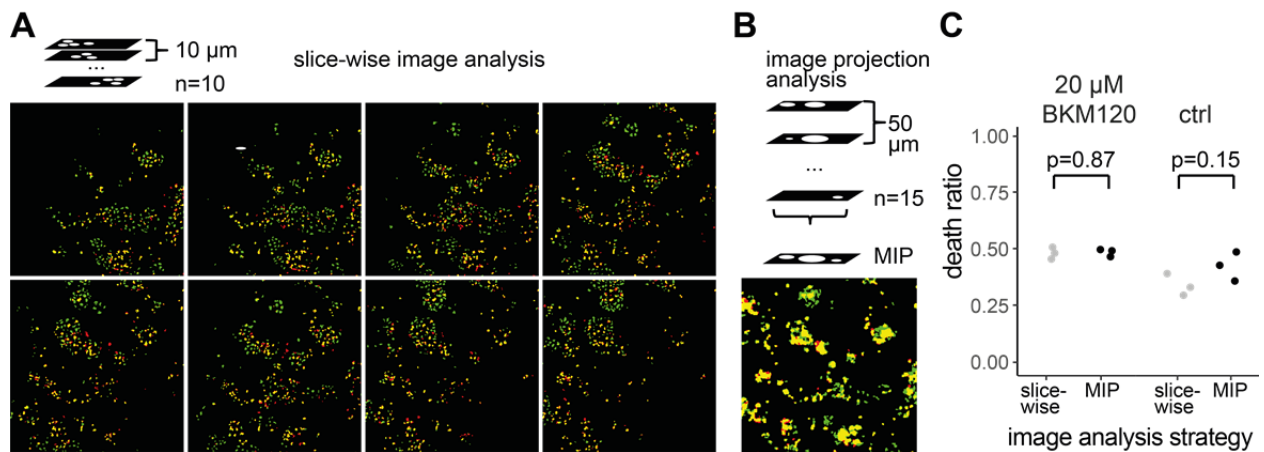 A
10 μm
...
n=10
slice-wise image analysis
B
image projection
analysis
50
μm
...
n=15
MIP
C
20 μM
BKM120
ctrl
p=0.87
p=0.15
1.00
0.75
0.50
0.25
0.00
death ratio
slice-
wise
MIP
slice-
wise
MIP
image analysis strategy